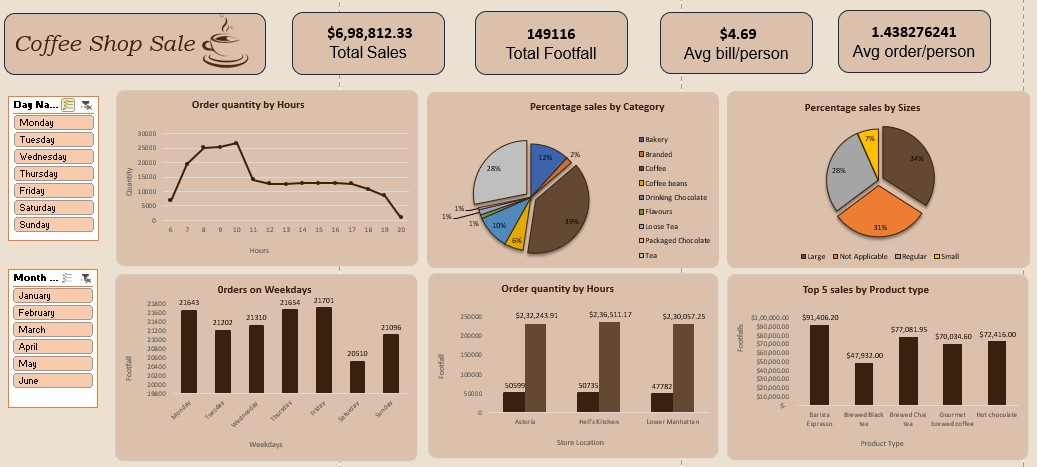 Coffee Shop Sale
$6,98,812.33
Total Sales
149116
Total Footfall
$4.69
Avg bill/person
1.438276241
Avg order/person
Day Na...
Monday
Tuesday
Wednesday
Thursday
Friday
Saturday
Sunday
Month ...
January
February
March
April
May
June
Order quantity by Hours
Quantity
30000
25000
20000
15000
10000
5000
0
6 7 8 9 10 11 12 13 14 15 16 17 18 19 20
Hours
Percentage sales by Category
12%
2%
39%
6%
10%
1%
1%
1%
28%
Bakery
Branded
Coffee
Coffee beans
Drinking Chocolate
Flavours
Loose Tea
Packaged Chocolate
Tea
Percentage sales by Sizes
7%
34%
28%
31%
Large Not Applicable Regular Small
Orders on Weekdays
Footfall
21800
21600
21400
21200
21000
20800
20600
20400
20200
20000
19800
21643
21202
21310
21654
21701
20510
21096
Monday
Tuesday
Wednesday
Thursday
Friday
Saturday
Sunday
Weekdays
Order quantity by Hours
Footfall
250000
200000
150000
100000
50000
0
50599
$2,32,243.91
50735
$2,36,511.17
47782
$2,30,057.25
Astoria Hell's Kitchen Lower Manhattan
Store Location
Top 5 sales by Product type
Footfalls
$1,00,000.00
$90,000.00
$80,000.00
$70,000.00
$60,000.00
$50,000.00
$40,000.00
$30,000.00
$20,000.00
$10,000.00
$-
$91,406.20
$47,932.00
$77,081.95
$70,034.60
$72,416.00
Barista Espresso
Brewed Black tea
Brewed Chai tea
Gourmet brewed coffee
Hot chocolate
Product Type